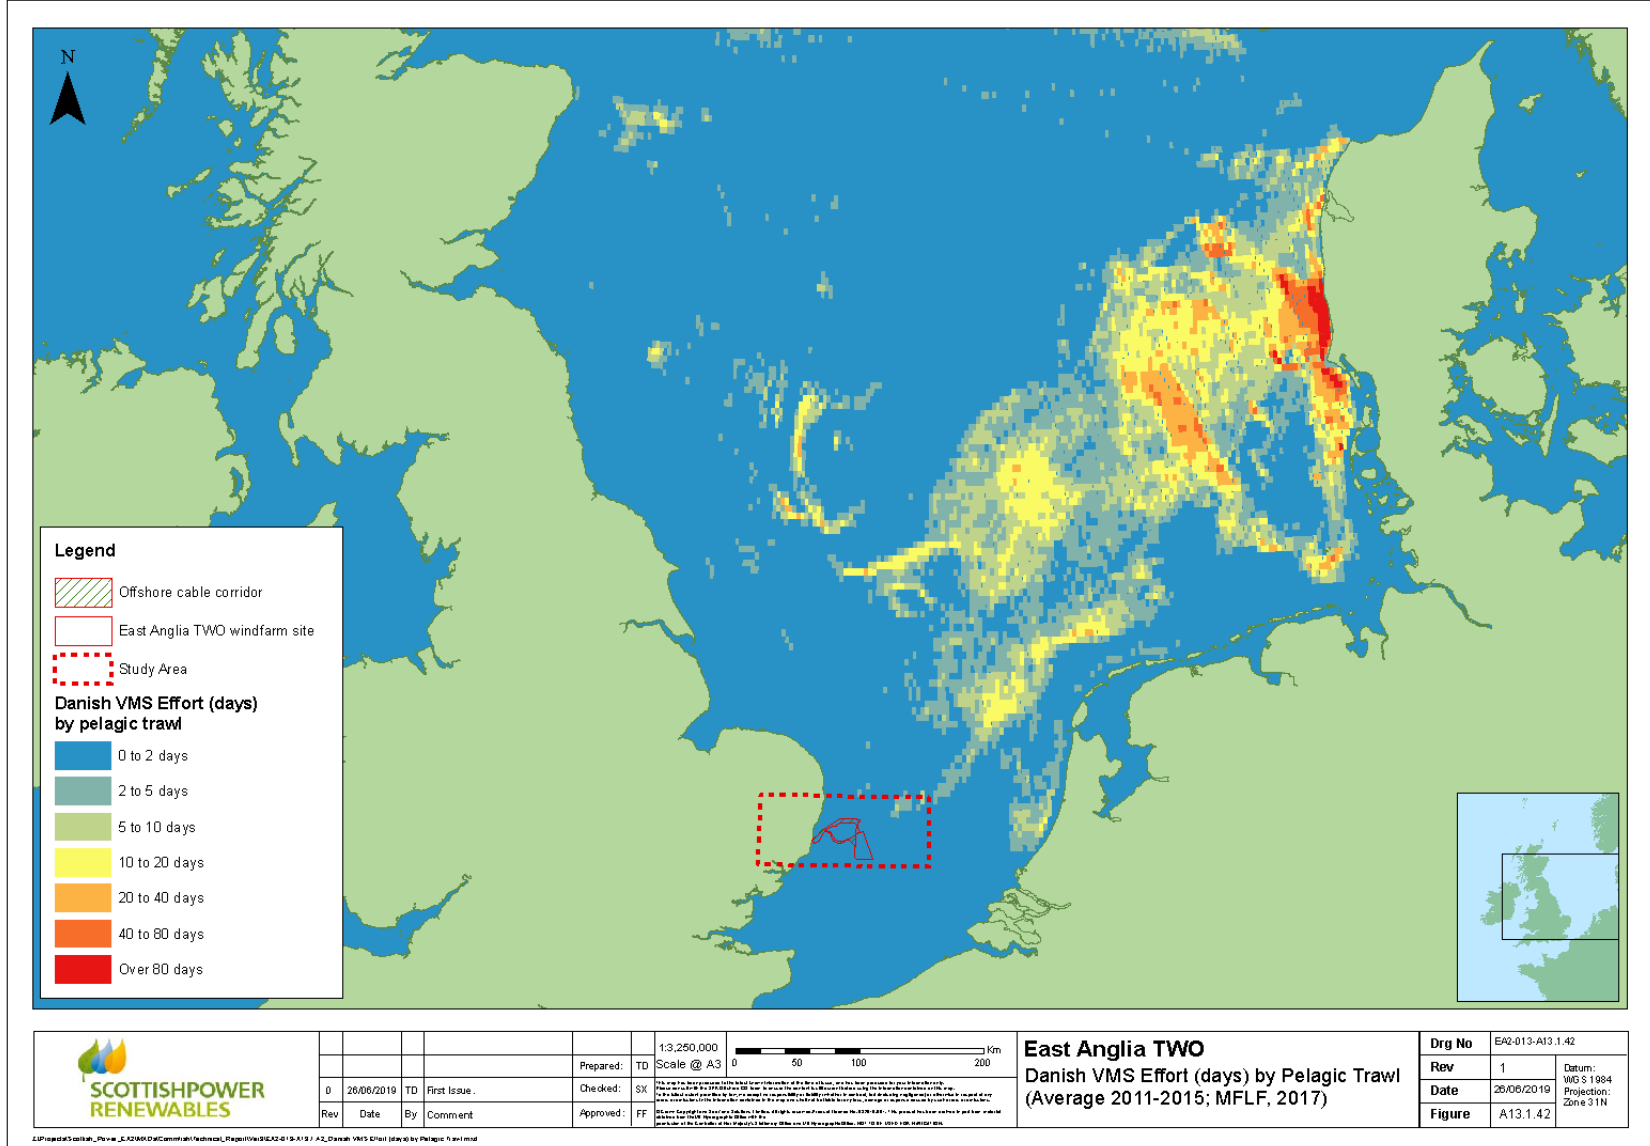 N
Legend
Offshore cable corridor
East Anglia TWO windfarm site
Study Area
Danish VMS Effort (days)
by pelagic trawl
0 to 2 days
2 to 5 days
5 to 10 days
10 to 20 days
20 to 40 days
40 to 80 days
Over 80 days
SCOTTISHPOWER
RENEWABLES
0 26/06/2019 TD First Issue.
Rev Date By Comment
Prepared: TD
Checked: SX
Approved: FF
1:3,250,000
Scale @ A3
0 50 100 200 Km
East Anglia TWO
Danish VMS Effort (days) by Pelagic Trawl
(Average 2011-2015; MFLF, 2017)
Drg No EA2-013-A13.1.42
Rev 1
Date 26/06/2019
Figure A13.1.42
Datum:
WGS 1984
Projection:
Zone 31N